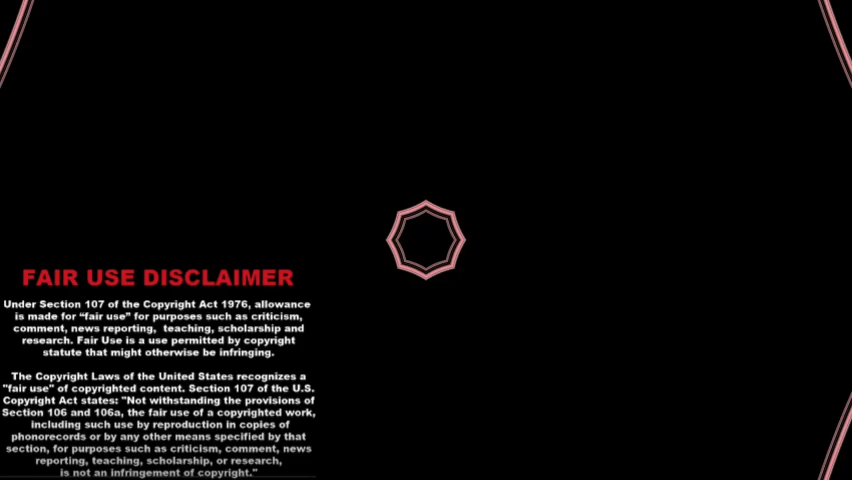 FAIR USE DISCLAIMER
Under Section 107 of the Copyright Act 1976, allowance
is made for “fair use” for purposes such as criticism,
comment, news reporting, teaching, scholarship and
research. Fair Use is a use permitted by copyright
statute that might otherwise be infringing.
The Copyright Laws of the United States recognizes a
"fair use" of copyrighted content. Section 107 of the U.S.
Copyright Act states: "Not withstanding the provisions of
Section 106 and 106a, the fair use of a copyrighted work,
including such use by reproduction in copies of
phonorecords or by any other means specified by that
section, for purposes such as criticism, comment, news
reporting, teaching, scholarship, or research,
is not an infringement of copyright."